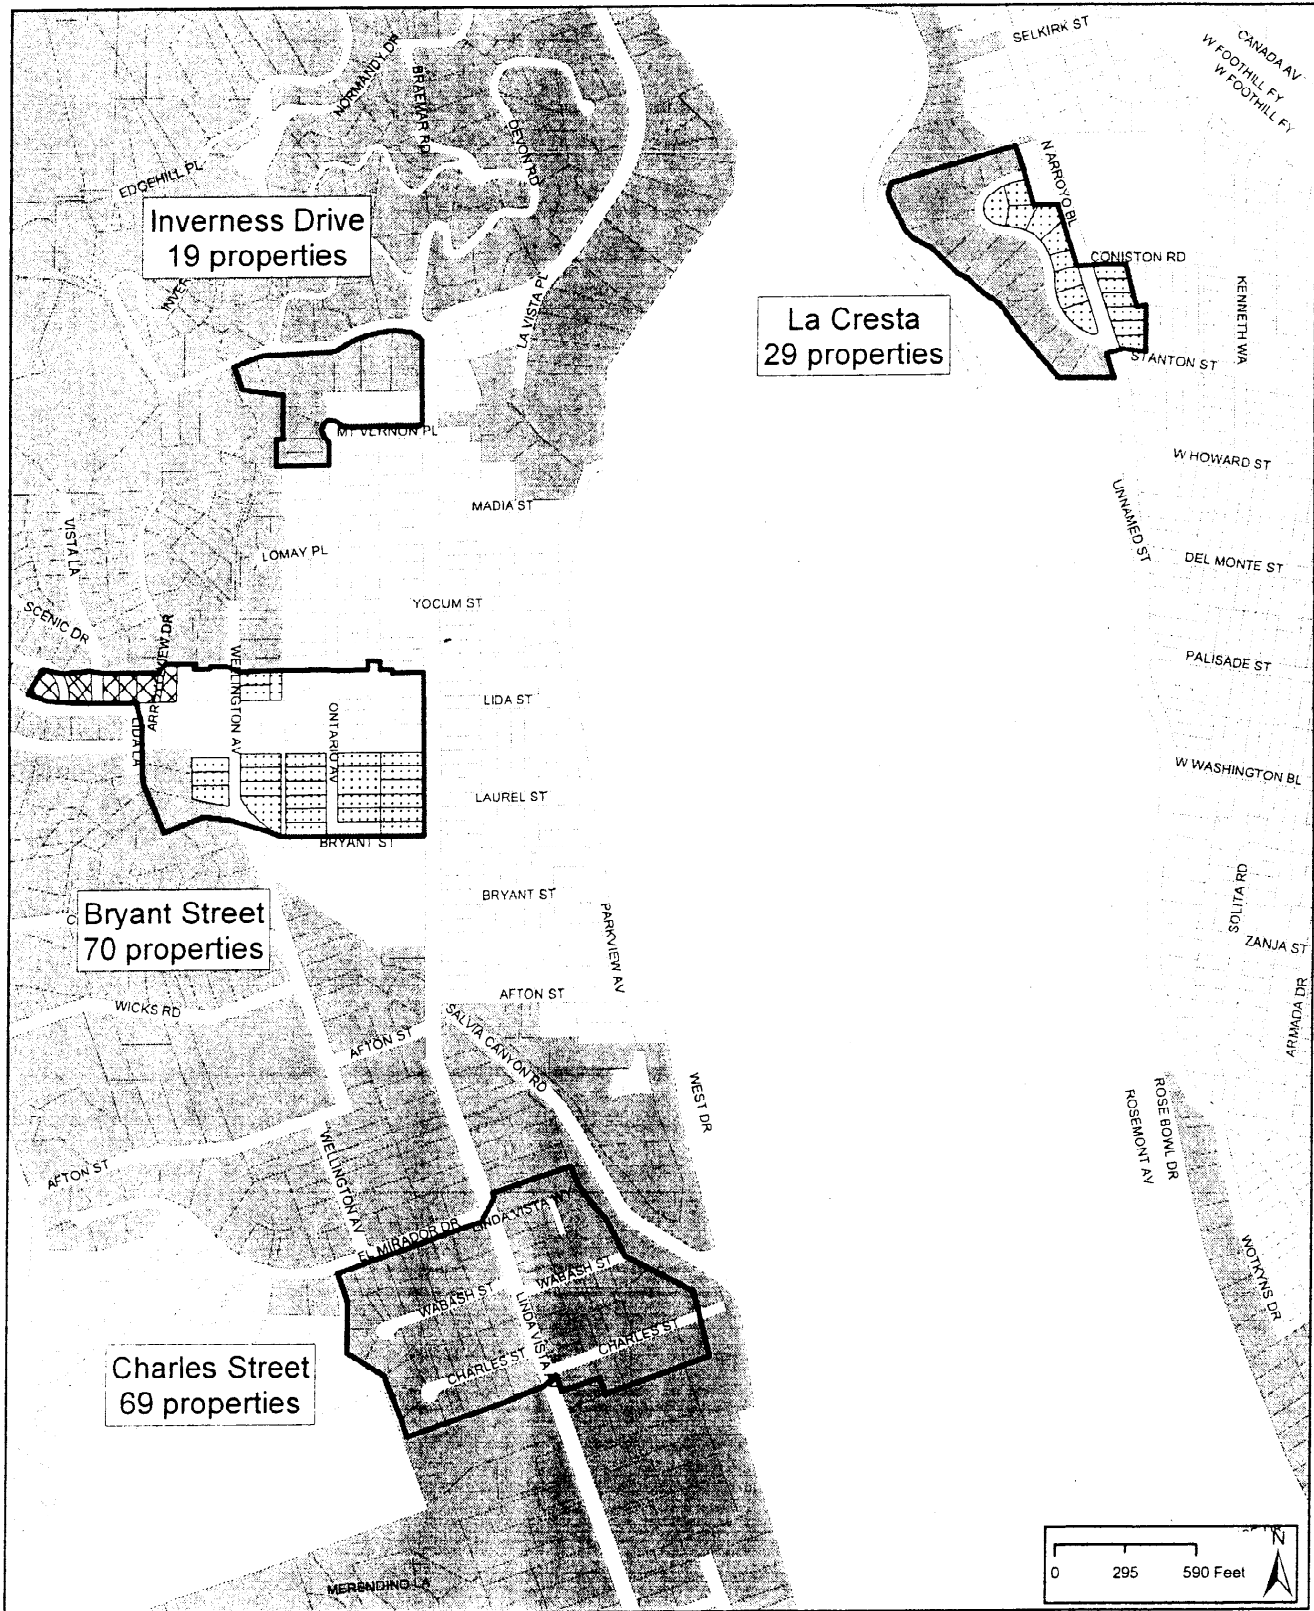 SELKIRK ST
CANADA AV
W FOOTHILL FY
W FOOTHILL FY
NORMANDY DR
BRAEMAR RD
DEVON RD
EDGEHILL PL
N ARROYO BL
Inverness Drive
19 properties
CONISTON RD
KENNETH WA
LA VISTA PL
La Cresta
29 properties
STANTON ST
MT VERNON PL
W HOWARD ST
MADIA ST
UNNAMED ST
VISTA LA
LOMAY PL
DEL MONTE ST
YOCUM ST
SCENIC DR
PALISADE ST
WELLINGTON AV
LIDA ST
LIDA LA
ONTARIO AV
W WASHINGTON BL
LAUREL ST
BRYANT ST
BRYANT ST
Bryant Street
70 properties
PARKVIEW AV
SOLITA RD
ZANJA ST
AFTON ST
WICKS RD
ARMADA DR
SALVIA CANYON RD
AFTON ST
WEST DR
ROSE BOWL DR
ROSEMONT AV
AFTON ST
WELLINGTON AV
LINDA VISTA WY
EL MIRADOR DR
WOTKYNS DR
WABASH ST
WABASH ST
LINDA VISTA
CHARLES ST
CHARLES ST
Charles Street
69 properties
N
0 295 590 Feet
MERENDINO LA